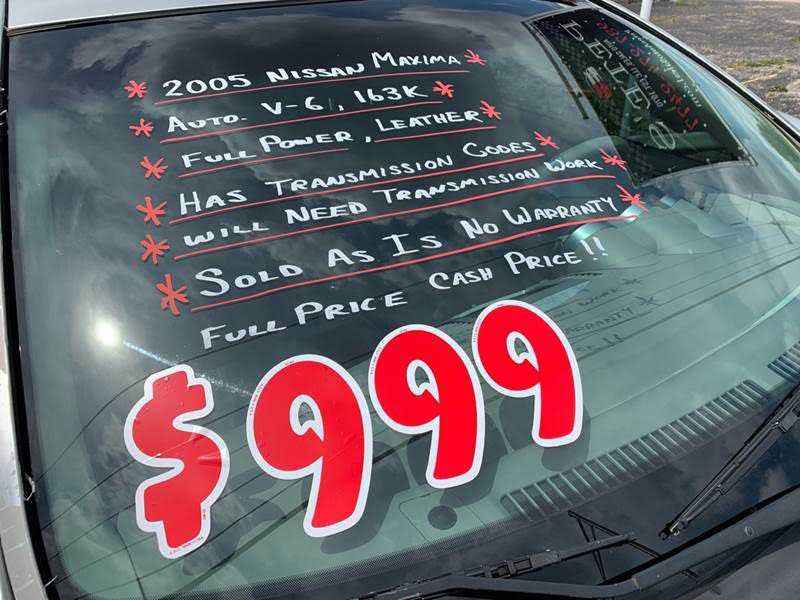 * 2005 NISSAN MAXIMA *
* AUTO. V-6, 163K *
* FULL POWER, LEATHER *
* HAS TRANSMISSION CODES *
* WILL NEED TRANSMISSION WORK *
* SOLD AS IS NO WARRANTY *
FULL PRICE CASH PRICE!!
$999
PETE'S